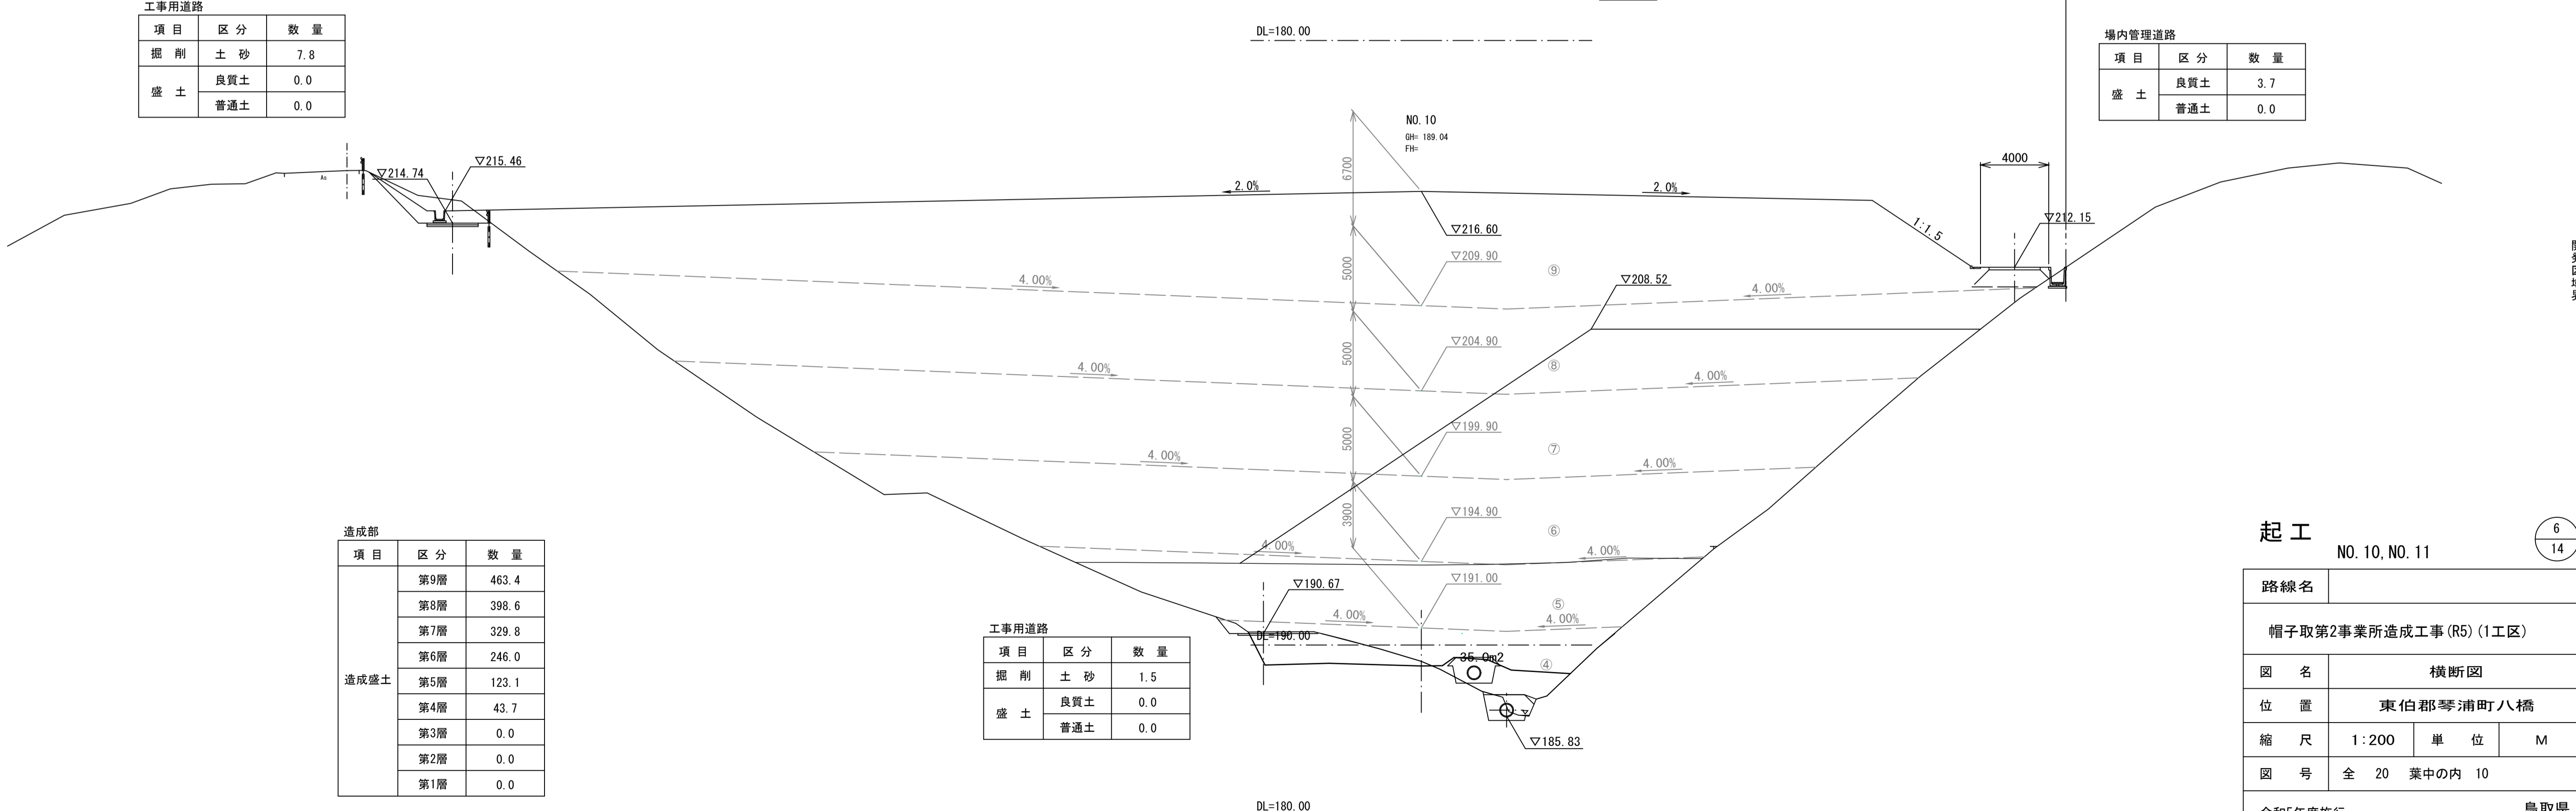 工事用道路
項 目 区 分 数 量
掘 削 土 砂 7.8
盛 土 良質土 0.0
普通土 0.0
DL=180.00
場内管理道路
項 目 区 分 数 量
盛 土 良質土 3.7
普通土 0.0
NO.10
GH= 189.04
FH=
6700
4000
▽215.46
▽214.74
As
2.0%
2.0%
▽212.15
1:1.5
▽216.60
▽209.90
5000
⑨
▽208.52
4.00%
4.00%
▽204.90
5000
⑧
4.00%
4.00%
▽199.90
5000
⑦
4.00%
4.00%
▽194.90
3900
⑥
4.00%
4.00%
▽191.00
▽190.67
⑤
4.00%
4.00%
DL=190.00
35.0m2
④
▽185.83
造成部
項 目 区 分 数 量
造成盛土 第9層 463.4
第8層 398.6
第7層 329.8
第6層 246.0
第5層 123.1
第4層 43.7
第3層 0.0
第2層 0.0
第1層 0.0
工事用道路
項 目 区 分 数 量
掘 削 土 砂 1.5
盛 土 良質土 0.0
普通土 0.0
DL=180.00
起工
NO.10,NO.11
6
14
路線名
帽子取第2事業所造成工事(R5)(1工区)
図 名 横断図
位 置 東伯郡琴浦町八橋
縮 尺 1:200 単 位 M
図 号 全 20 葉中の内 10
鳥取県